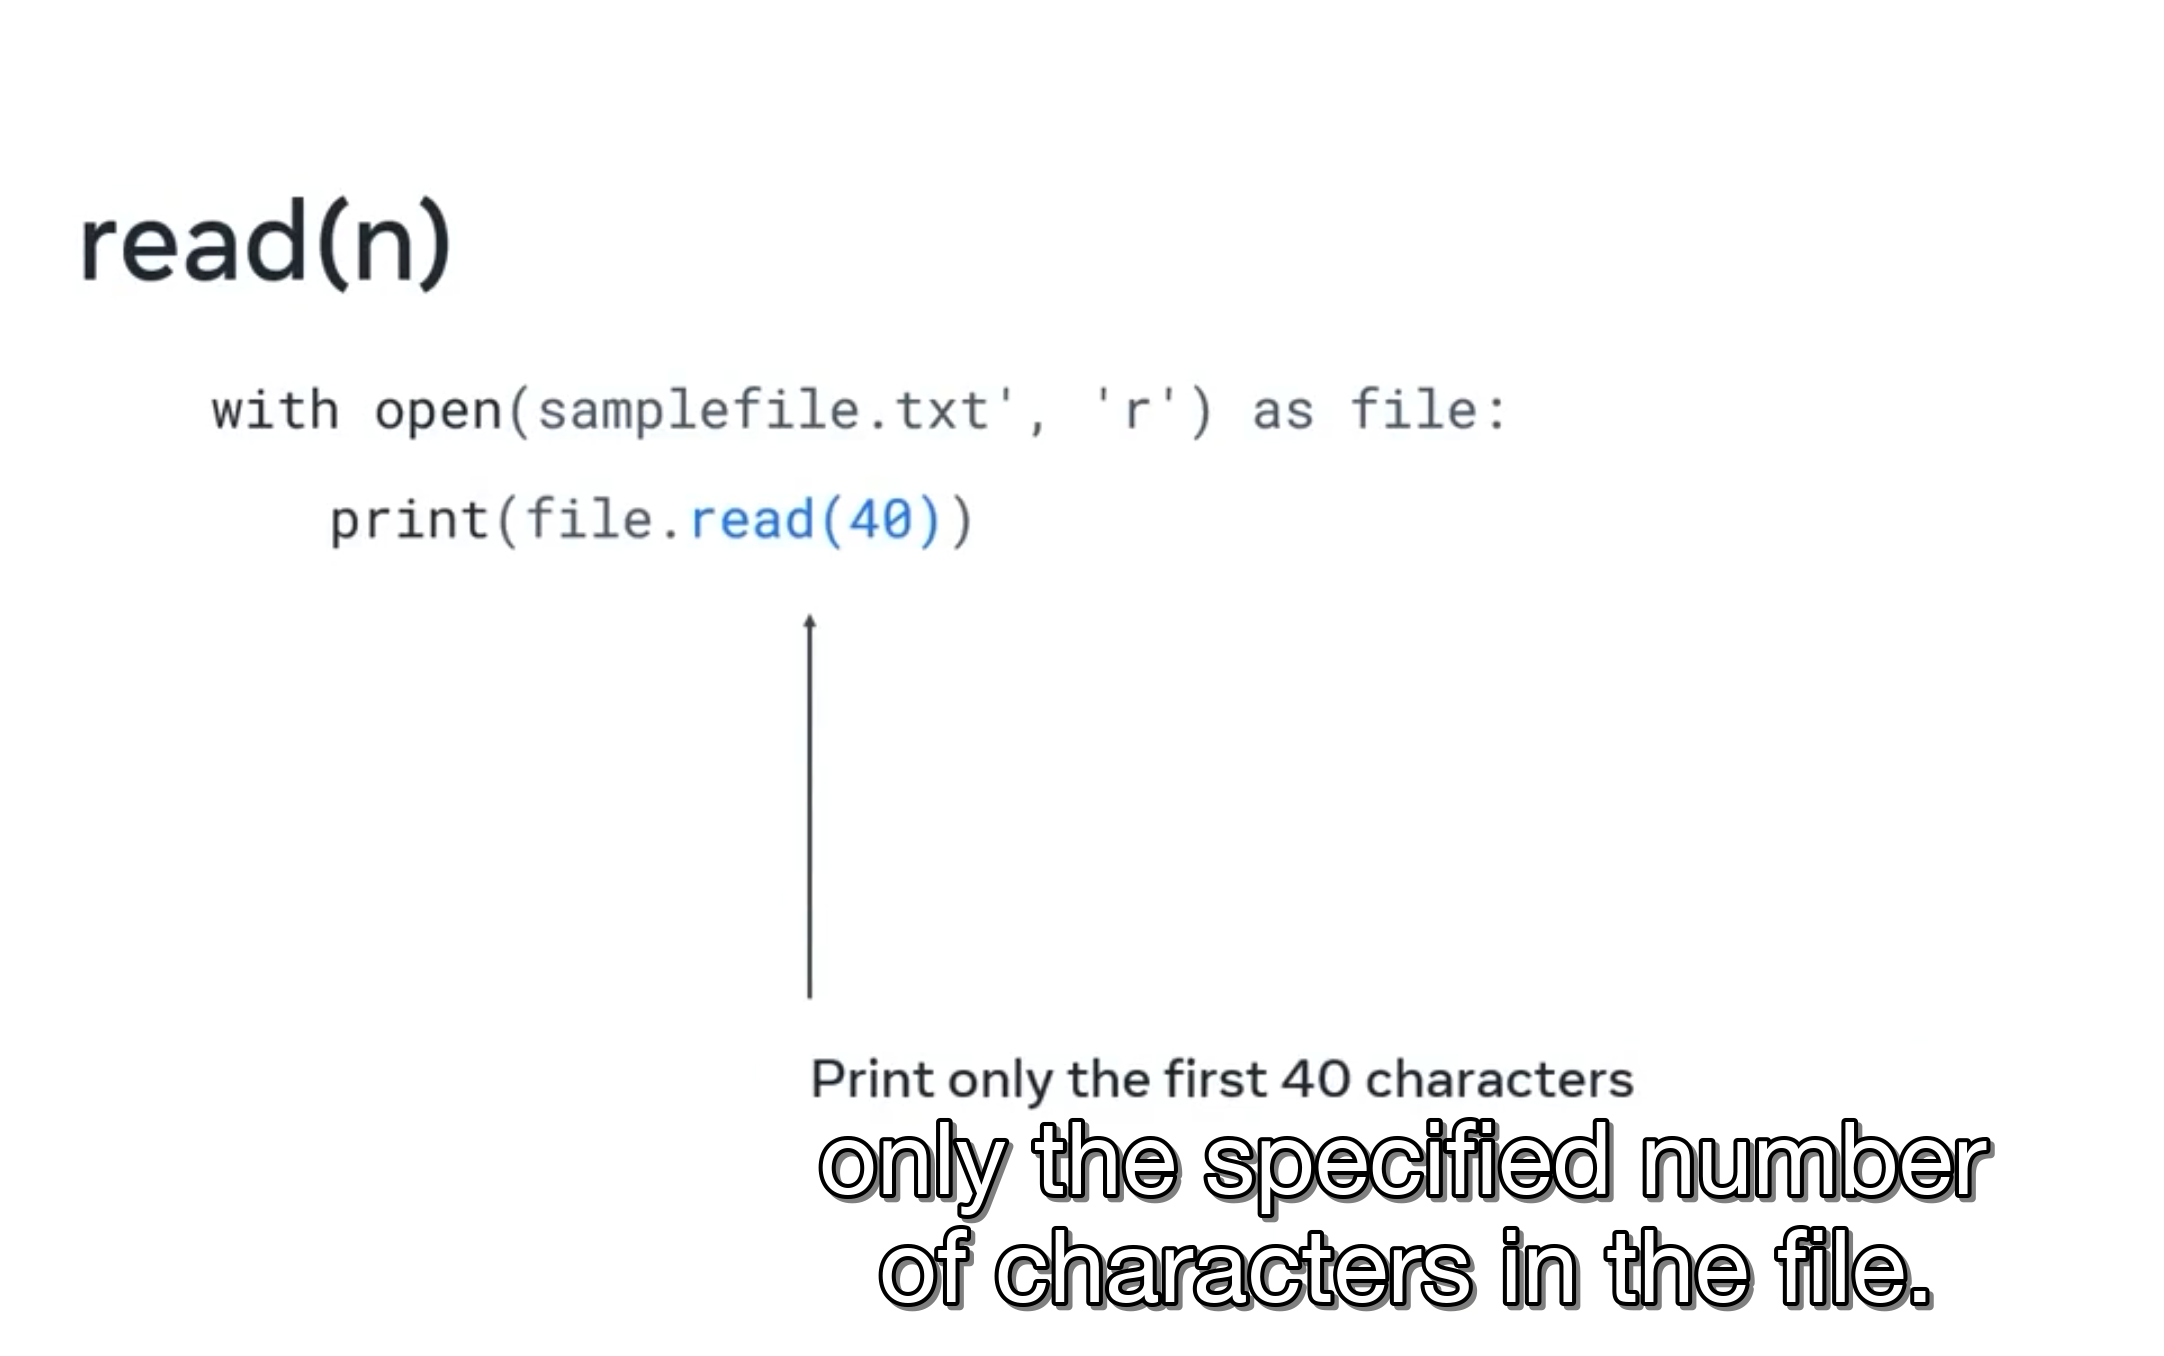 read(n)
with open(samplefile.txt', 'r') as file:
print(file.read(40))
Print only the first 40 characters
only the specified number
of characters in the file.